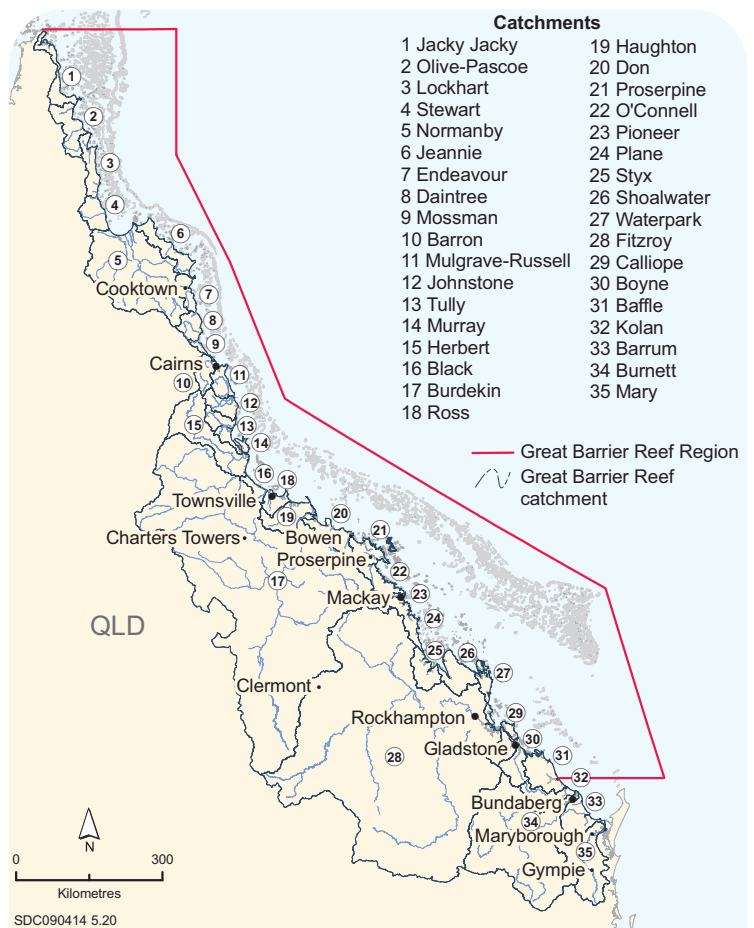 Catchments
1 Jacky Jacky
2 Olive-Pascoe
3 Lockhart
4 Stewart
5 Normanby
6 Jeannie
7 Endeavour
8 Daintree
9 Mossman
10 Barron
11 Mulgrave-Russell
12 Johnstone
13 Tully
14 Murray
15 Herbert
16 Black
17 Burdekin
18 Ross
19 Haughton
20 Don
21 Proserpine
22 O'Connell
23 Pioneer
24 Plane
25 Styx
26 Shoalwater
27 Waterpark
28 Fitzroy
29 Calliope
30 Boyne
31 Baffle
32 Kolan
33 Barrum
34 Burnett
35 Mary
Great Barrier Reef Region
Great Barrier Reef
catchment
1
2
3
4
6
5
Cooktown
7
8
9
Cairns
11
10
12
15
13
14
16
18
Townsville
19
20
21
Charters Towers
Bowen
Proserpine
22
17
Mackay
23
24
QLD
25
26
27
Clermont
29
Rockhampton
30
Gladstone
28
31
32
Bundaberg
33
34
Maryborough
35
Gympie
N
0
300
Kilometres
SDC090414 5.20